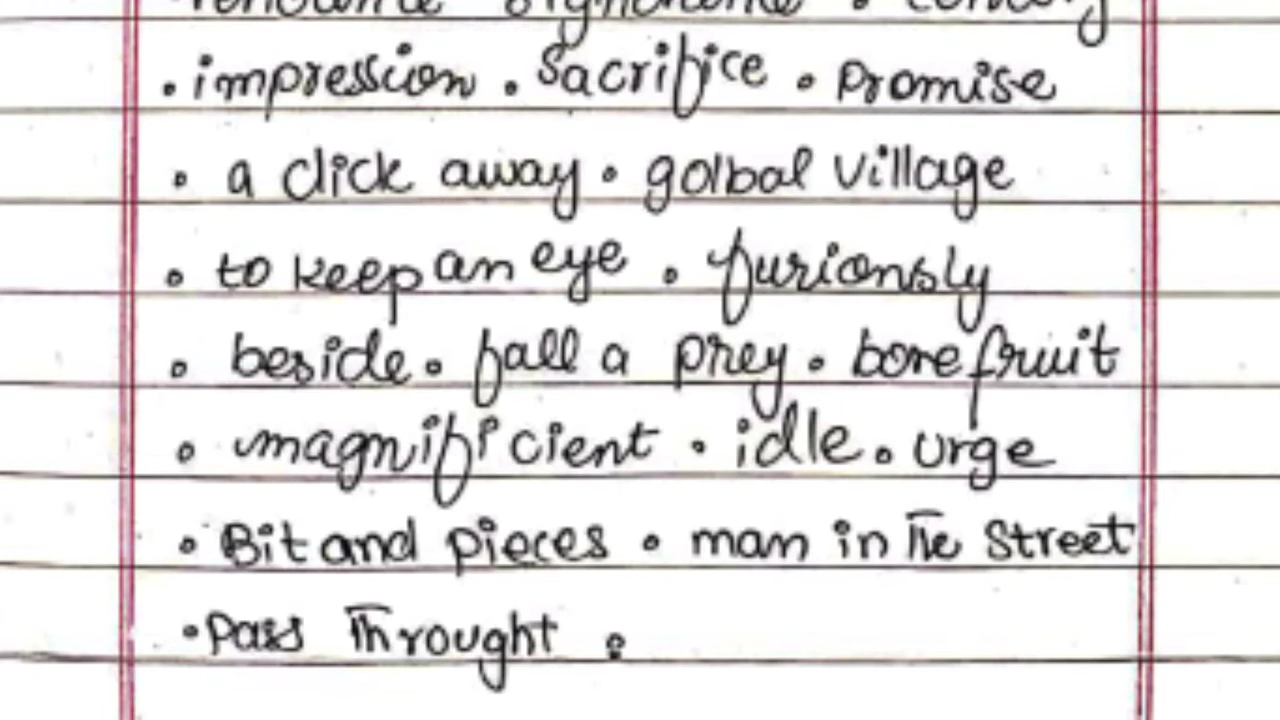 • impression • Sacrifice • Promise
• a click away • golbal village
• to keep an eye • furionsly
• beside • fall a prey • bore fruit
• magnificient • idle • urge
• Bit and pieces • man in The Street
• Pass Throught •